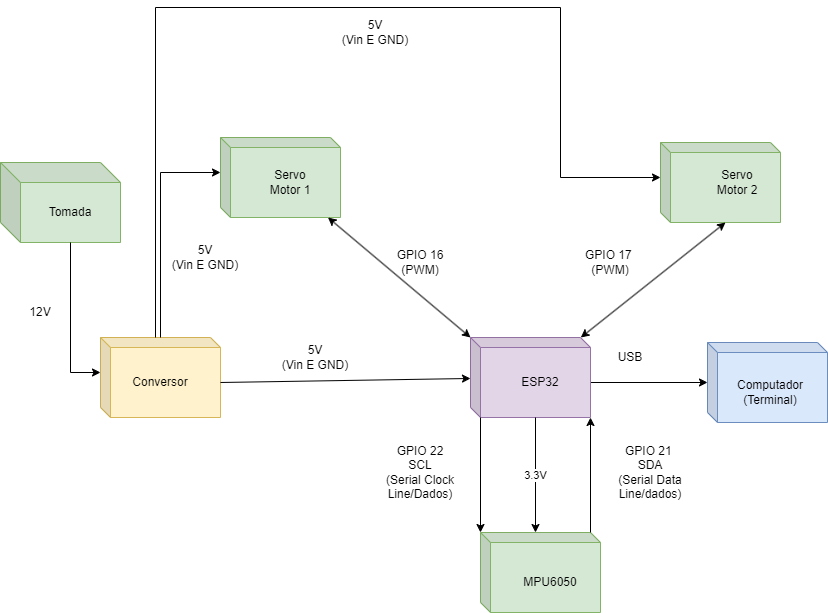 5V
(Vin E GND)
Servo
Motor 1
Servo
Motor 2
Tomada
5V
(Vin E GND)
GPIO 16
(PWM)
GPIO 17
(PWM)
12V
5V
(Vin E GND)
USB
Conversor
ESP32
Computador
(Terminal)
GPIO 22
SCL
(Serial Clock
Line/Dados)
3.3V
GPIO 21
SDA
(Serial Data
Line/dados)
MPU6050